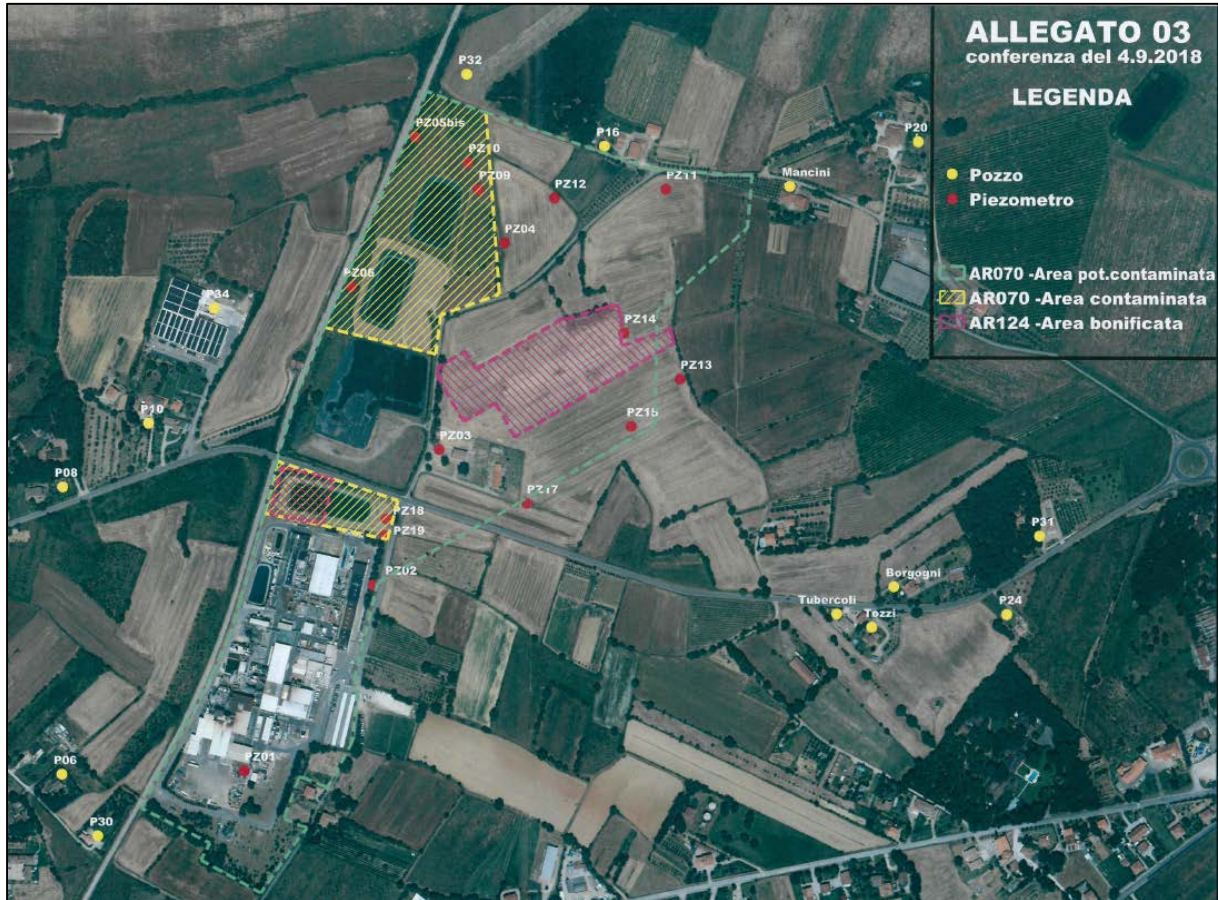 ALLEGATO 03
conferenza del 4.9.2018
LEGENDA
Pozzo
Piezometro
AR070 -Area pot.contaminata
AR070 -Area contaminata
AR124 -Area bonificata
P32
PZ05bis
P16
P20
PZ10
PZ09
PZ12
PZ11
Mancini
PZ04
PZ06
P34
PZ14
PZ13
P10
PZ15
PZ03
P08
PZ17
PZ18
PZ19
P31
PZ02
Borgogni
Tubercoli
Tozzi
P24
PZ01
P06
P30